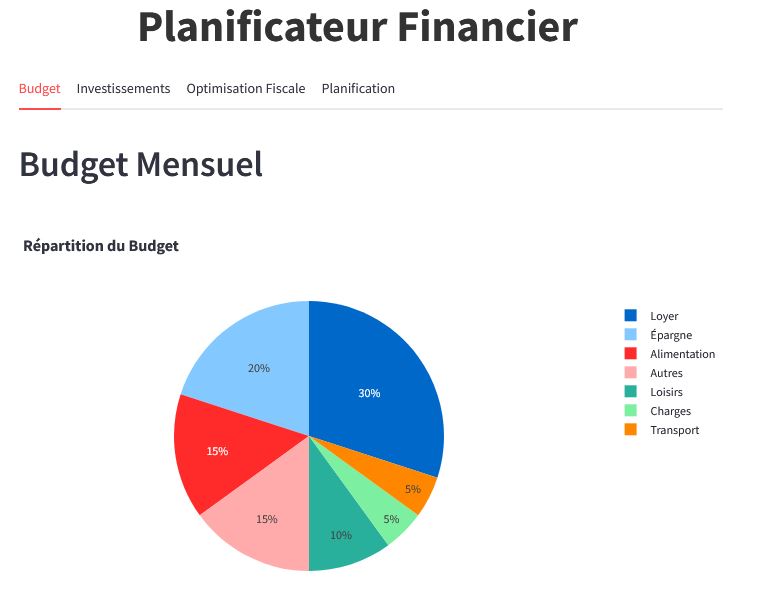 Planificateur Financier
Budget Investissements Optimisation Fiscale Planification
Budget Mensuel
Répartition du Budget
20%
30%
15%
5%
15%
10%
5%
Loyer
Épargne
Alimentation
Autres
Loisirs
Charges
Transport